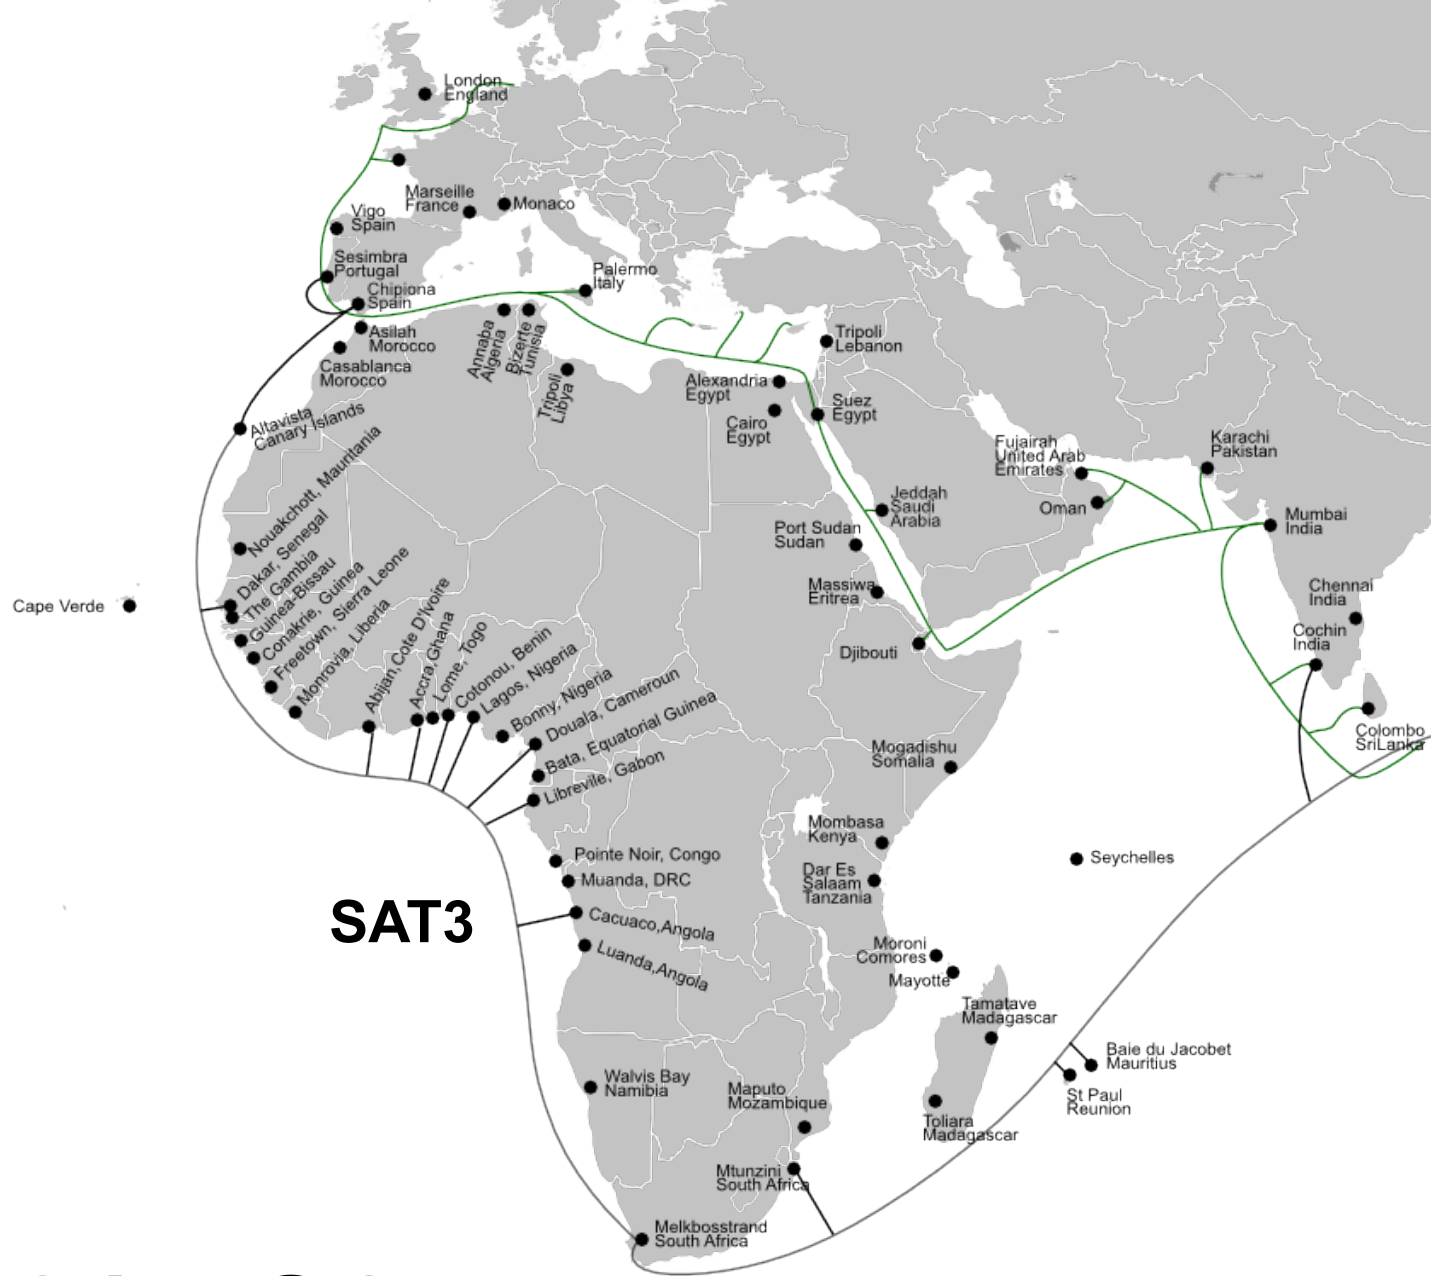 London
England
Marseille
France
Monaco
Vigo
Spain
Sesimbra
Portugal
Chipiona
Spain
Palermo
Italy
Asilah
Morocco
Casablanca
Morocco
Annaba
Algeria
Bizerte
Tunisia
Tripoli
Libya
Tripoli
Lebanon
Alexandria
Egypt
Cairo
Egypt
Suez
Egypt
Altavista
Canary Islands
Fujairah
United Arab
Emirates
Oman
Karachi
Pakistan
Mumbai
India
Jeddah
Saudi
Arabia
Port Sudan
Sudan
Massiwa
Eritrea
Djibouti
Chennai
India
Cochin
India
Colombo
SriLanka
Cape Verde
Nouakchott, Mauritania
Dakar, Senegal
The Gambia
Guinea-Bissau
Conakrie, Guinea
Freetown, Sierra Leone
Monrovia, Liberia
Abijan,Cote D'Ivoire
Accra,Ghana
Lome, Togo
Cotonou, Benin
Lagos, Nigeria
Bonny, Nigeria
Douala, Cameroun
Bata, Equatorial Guinea
Librevile, Gabon
Mogadishu
Somalia
Mombasa
Kenya
Dar Es
Salaam
Tanzania
Seychelles
Pointe Noir, Congo
Muanda, DRC
SAT3
Cacuaco,Angola
Luanda,Angola
Moroni
Comores
Mayotte
Tamatave
Madagascar
Baie du Jacobet
Mauritius
St Paul
Reunion
Toliara
Madagascar
Walvis Bay
Namibia
Maputo
Mozambique
Mtunzini
South Africa
Melkbosstrand
South Africa